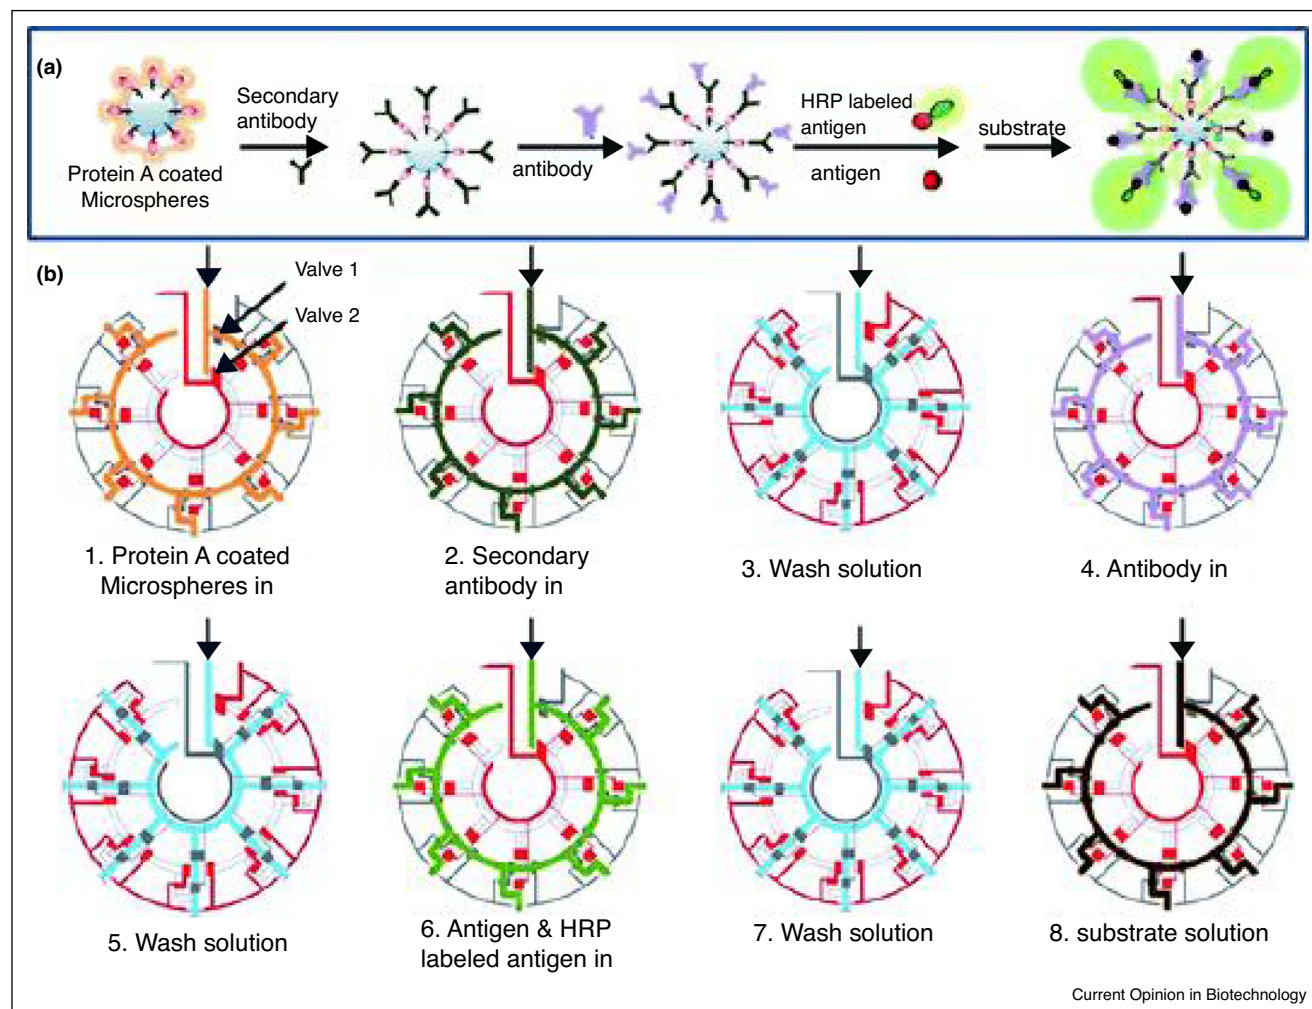 (a)
Protein A coated
Microspheres
Secondary
antibody
antibody
HRP labeled
antigen
antigen
substrate
(b)
Valve 1
Valve 2
1. Protein A coated
Microspheres in
2. Secondary
antibody in
3. Wash solution
4. Antibody in
5. Wash solution
6. Antigen & HRP
labeled antigen in
7. Wash solution
8. substrate solution
Current Opinion in Biotechnology